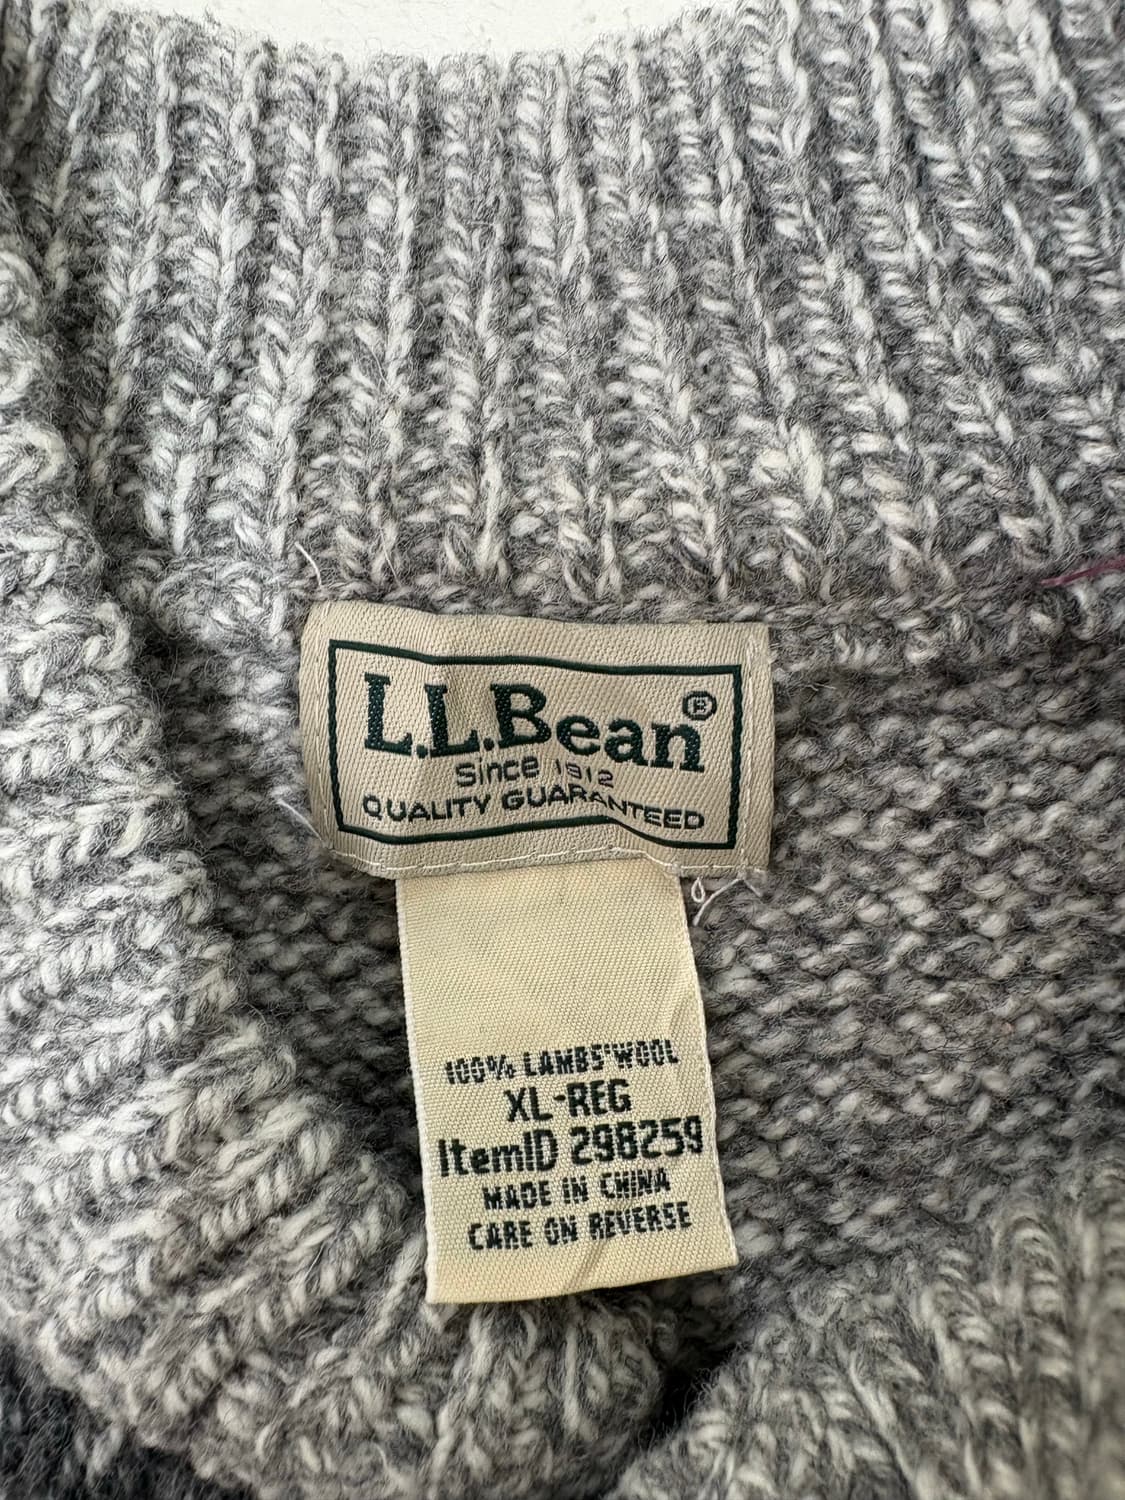 L.L.Bean®
Since 1912
QUALITY GUARANTEED
100% LAMBS'WOOL
XL-REG
ItemID 298259
MADE IN CHINA
CARE ON REVERSE